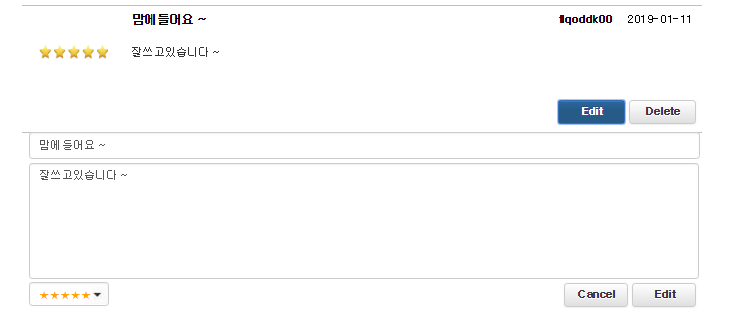 맘에 들어요 ~ flqoddk00 2019-01-11
잘쓰고있습니다 ~
Edit Delete
맘에 들어요 ~
잘쓰고있습니다 ~
Cancel Edit